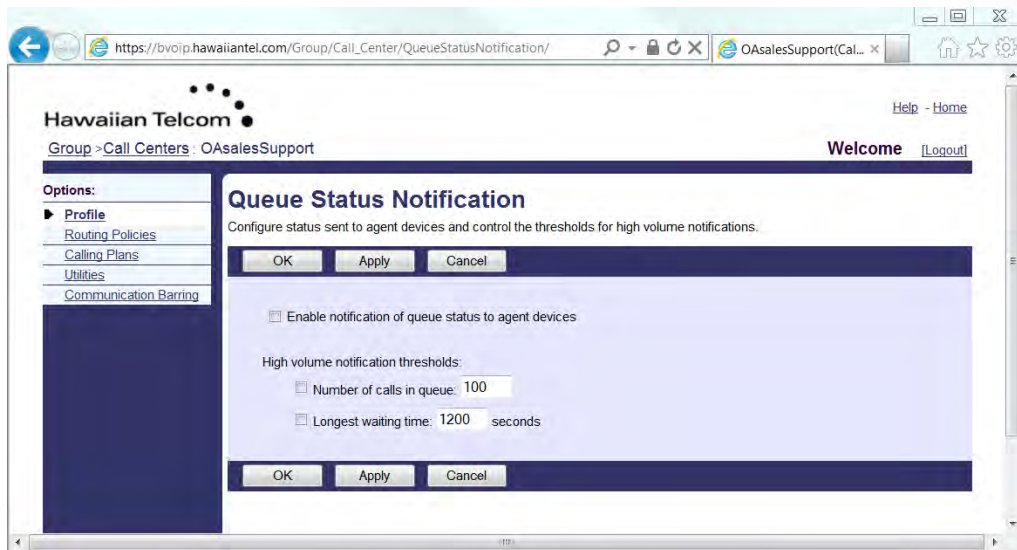 https://bvoip.hawaiiantel.com/Group/Call_Center/QueueStatusNotification/
OAsalesSupport(Cal...
Hawaiian Telcom
Help - Home
Group >Call Centers : OAsalesSupport
Welcome [Logout]
Options:
Profile
Routing Policies
Calling Plans
Utilities
Communication Barring
Queue Status Notification
Configure status sent to agent devices and control the thresholds for high volume notifications.
OK Apply Cancel
Enable notification of queue status to agent devices
High volume notification thresholds:
Number of calls in queue: 100
Longest waiting time: 1200 seconds
OK Apply Cancel